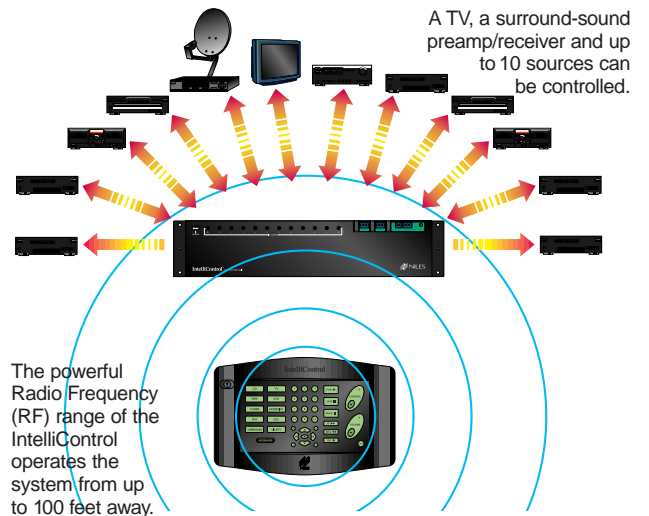 A TV, a surround-sound
preamp/receiver and up
to 10 sources can
be controlled.
IntelliControl
NILES
The powerful
Radio Frequency
(RF) range of the
IntelliControl
operates the
system from up
to 100 feet away.
IntelliControl